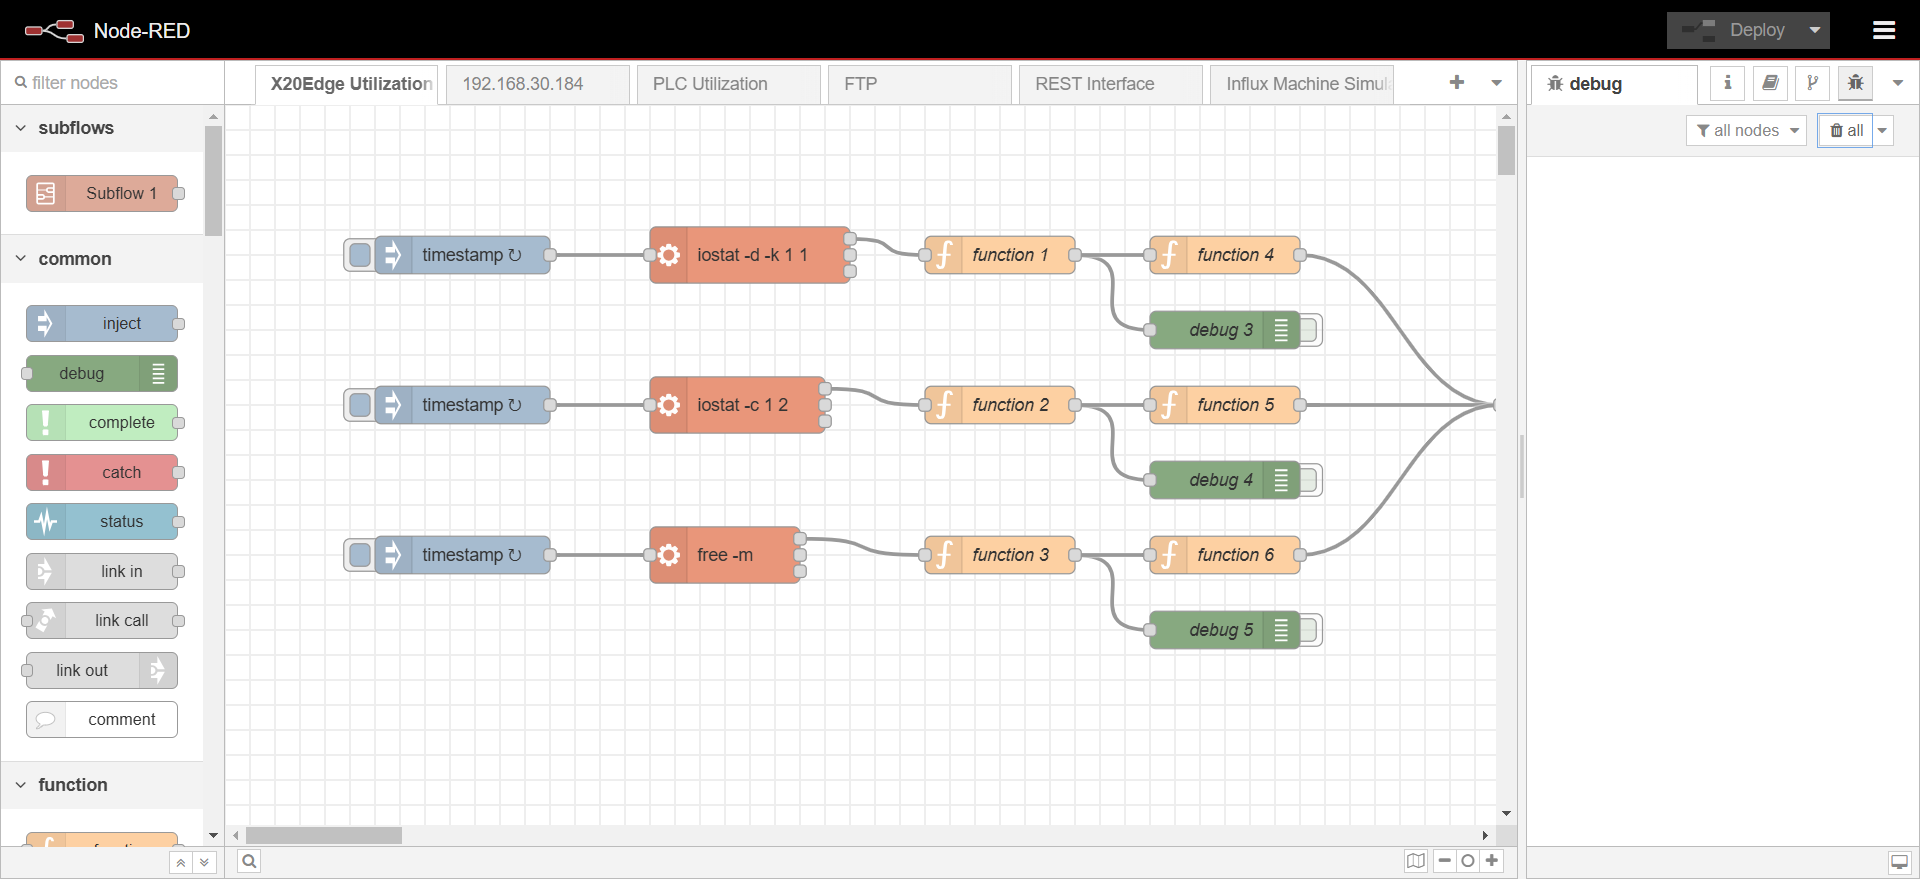 Node-RED
Deploy
filter nodes
X20Edge Utilization
192.168.30.184
PLC Utilization
FTP
REST Interface
Influx Machine Simul
debug
all nodes
all
subflows
Subflow 1
common
inject
debug
complete
catch
status
link in
link call
link out
comment
function
timestamp ↻
iostat -d -k 1 1
function 1
function 4
debug 3
timestamp ↻
iostat -c 1 2
function 2
function 5
debug 4
timestamp ↻
free -m
function 3
function 6
debug 5